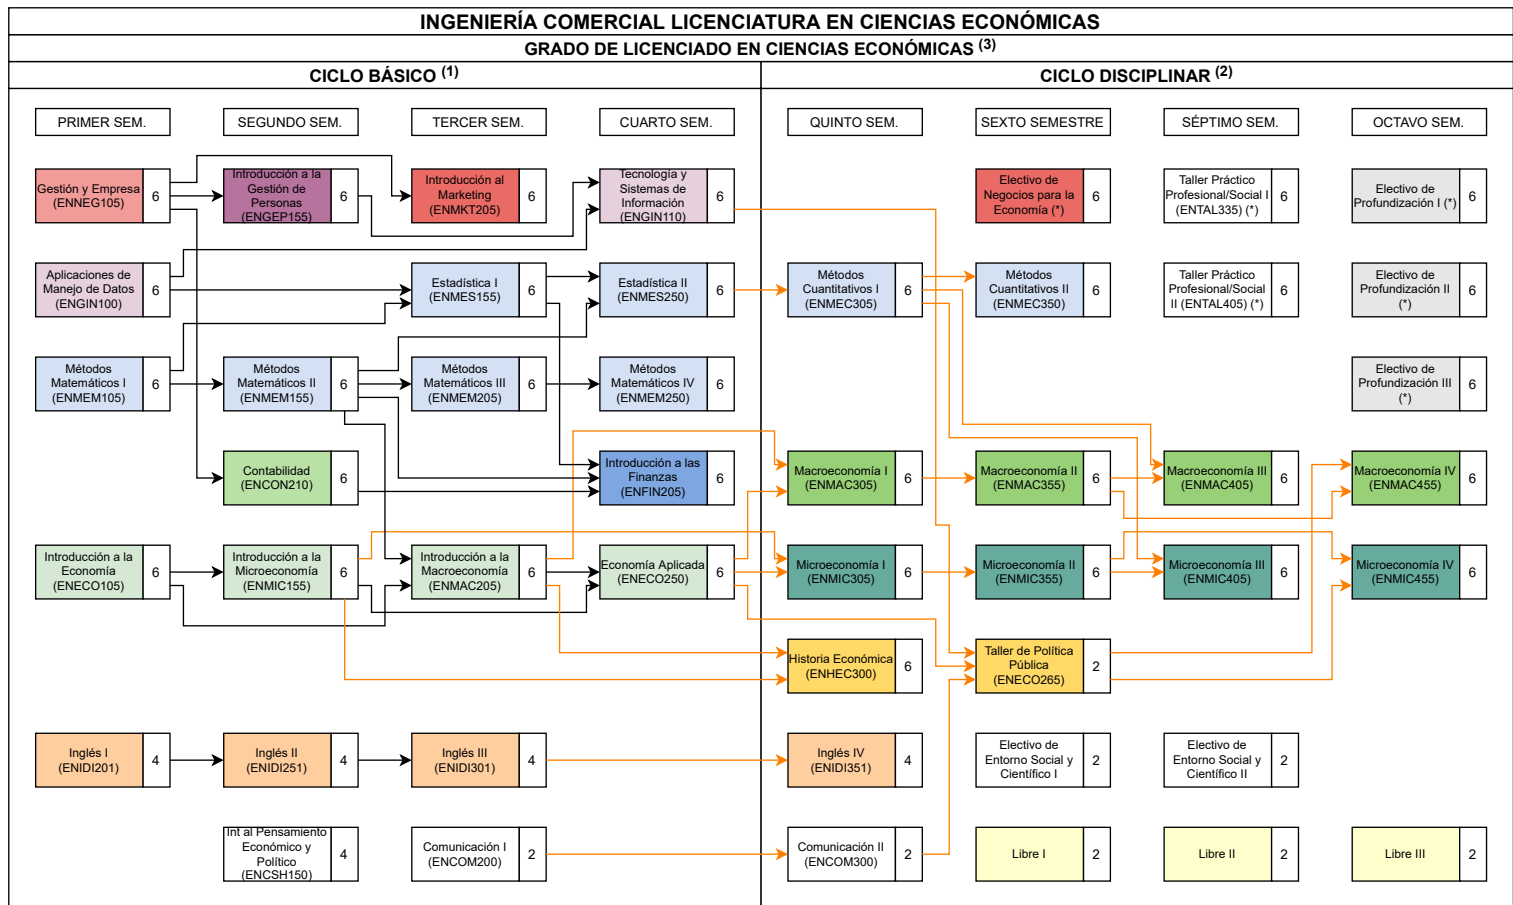 INGENIERÍA COMERCIAL LICENCIATURA EN CIENCIAS ECONÓMICAS
GRADO DE LICENCIADO EN CIENCIAS ECONÓMICAS (3)
CICLO BÁSICO (1)
CICLO DISCIPLINAR (2)
PRIMER SEM.
SEGUNDO SEM.
TERCER SEM.
CUARTO SEM.
QUINTO SEM.
SEXTO SEMESTRE
SÉPTIMO SEM.
OCTAVO SEM.
Gestión y Empresa
(ENNEG105)
6
Introducción a la
Gestión de
Personas
(ENGEP155)
6
Introducción al
Marketing
(ENMKT205)
6
Tecnología y
Sistemas de
Información
(ENGIN110)
6
Electivo de
Negocios para la
Economía (*)
6
Taller Práctico
Profesional/Social I
(ENTAL335) (*)
6
Electivo de
Profundización I (*)
6
Aplicaciones de
Manejo de Datos
(ENGIN100)
6
Estadística I
(ENMES155)
6
Estadística II
(ENMES250)
6
Métodos
Cuantitativos I
(ENMEC305)
6
Métodos
Cuantitativos II
(ENMEC350)
6
Taller Práctico
Profesional/Social
II (ENTAL405) (*)
6
Electivo de
Profundización II
(*)
6
Métodos
Matemáticos I
(ENMEM105)
6
Métodos
Matemáticos II
(ENMEM155)
6
Métodos
Matemáticos III
(ENMEM205)
6
Métodos
Matemáticos IV
(ENMEM250)
6
Electivo de
Profundización III
(*)
6
Contabilidad
(ENCON210)
6
Introducción a las
Finanzas
(ENFIN205)
6
Macroeconomía I
(ENMAC305)
6
Macroeconomía II
(ENMAC355)
6
Macroeconomía III
(ENMAC405)
6
Macroeconomía IV
(ENMAC455)
6
Introducción a la
Economía
(ENECO105)
6
Introducción a la
Microeconomía
(ENMIC155)
6
Introducción a la
Macroeconomía
(ENMAC205)
6
Economía Aplicada
(ENECO250)
6
Microeconomía I
(ENMIC305)
6
Microeconomía II
(ENMIC355)
6
Microeconomía III
(ENMIC405)
6
Microeconomía IV
(ENMIC455)
6
Historia Económica
(ENHEC300)
6
Taller de Política
Pública
(ENECO265)
2
Inglés I
(ENIDI201)
4
Inglés II
(ENIDI251)
4
Inglés III
(ENIDI301)
4
Inglés IV
(ENIDI351)
4
Electivo de
Entorno Social y
Científico I
2
Electivo de
Entorno Social y
Científico II
2
Int al Pensamiento
Económico y
Político
(ENCSH150)
4
Comunicación I
(ENCOM200)
2
Comunicación II
(ENCOM300)
2
Libre I
2
Libre II
2
Libre III
2